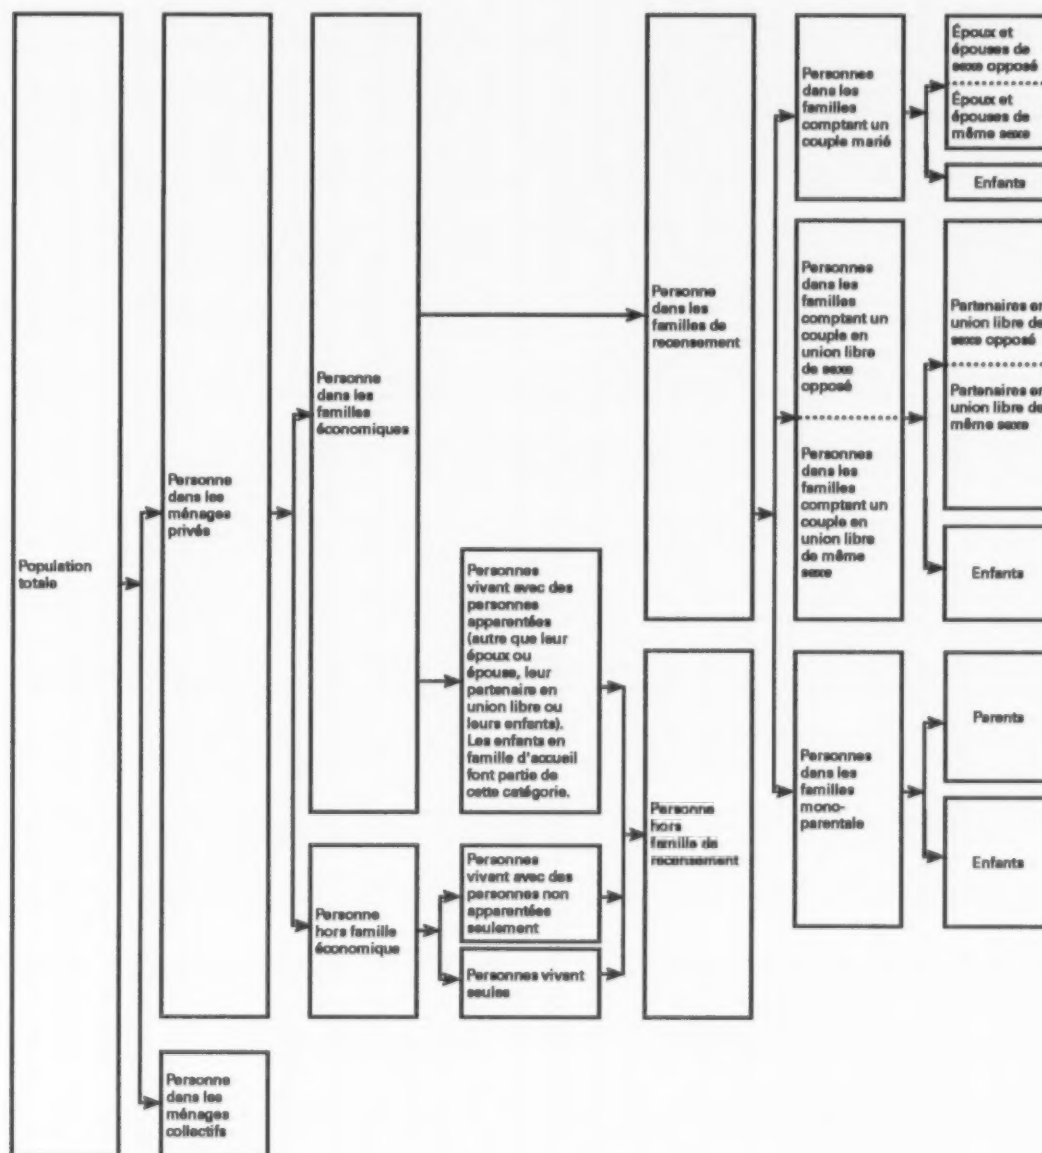 Population
totale
Personne
dans les
ménages
privés
Personne
dans les
ménages
collectifs
Personne
dans les
familles
économiques
Personne
hors famille
économique
Personnes
vivant avec des
personnes
apparentées
(autre que leur
époux ou
épouse, leur
partenaire en
union libre ou
leurs enfants).
Les enfants en
famille d'accueil
font partie de
cette catégorie.
Personnes
vivant avec des
personnes non
apparentées
seulement
Personnes vivant
seules
Personne
dans les
familles de
recensement
Personne
hors
famille de
recensement
Personnes
dans les
familles
comptant un
couple marié
Personnes
dans les
familles
comptant un
couple en
union libre
de sexe
opposé
Personnes
dans les
familles
comptant un
couple en
union libre
de même
sexe
Personnes
dans les
familles
mono-
parentale
Époux et
épouses de
sexe opposé
Époux et
épouses de
même sexe
Enfants
Partenaires en
union libre de
sexe opposé
Partenaires en
union libre de
même sexe
Enfants
Parents
Enfants